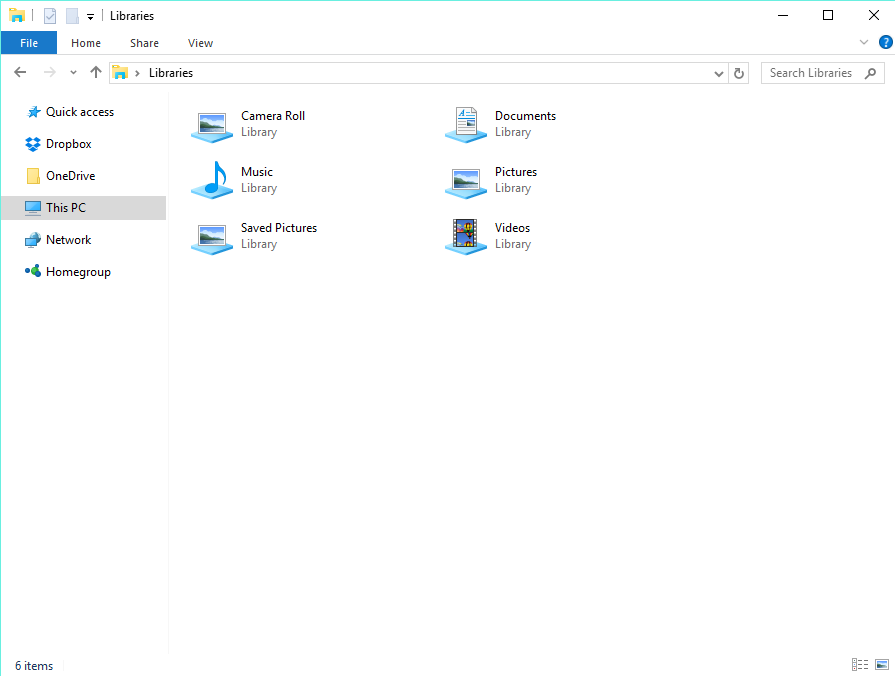 Libraries
File Home Share View
?
Libraries
Search Libraries
Quick access
Dropbox
OneDrive
This PC
Network
Homegroup
Camera Roll
Library
Documents
Library
Music
Library
Pictures
Library
Saved Pictures
Library
Videos
Library
6 items